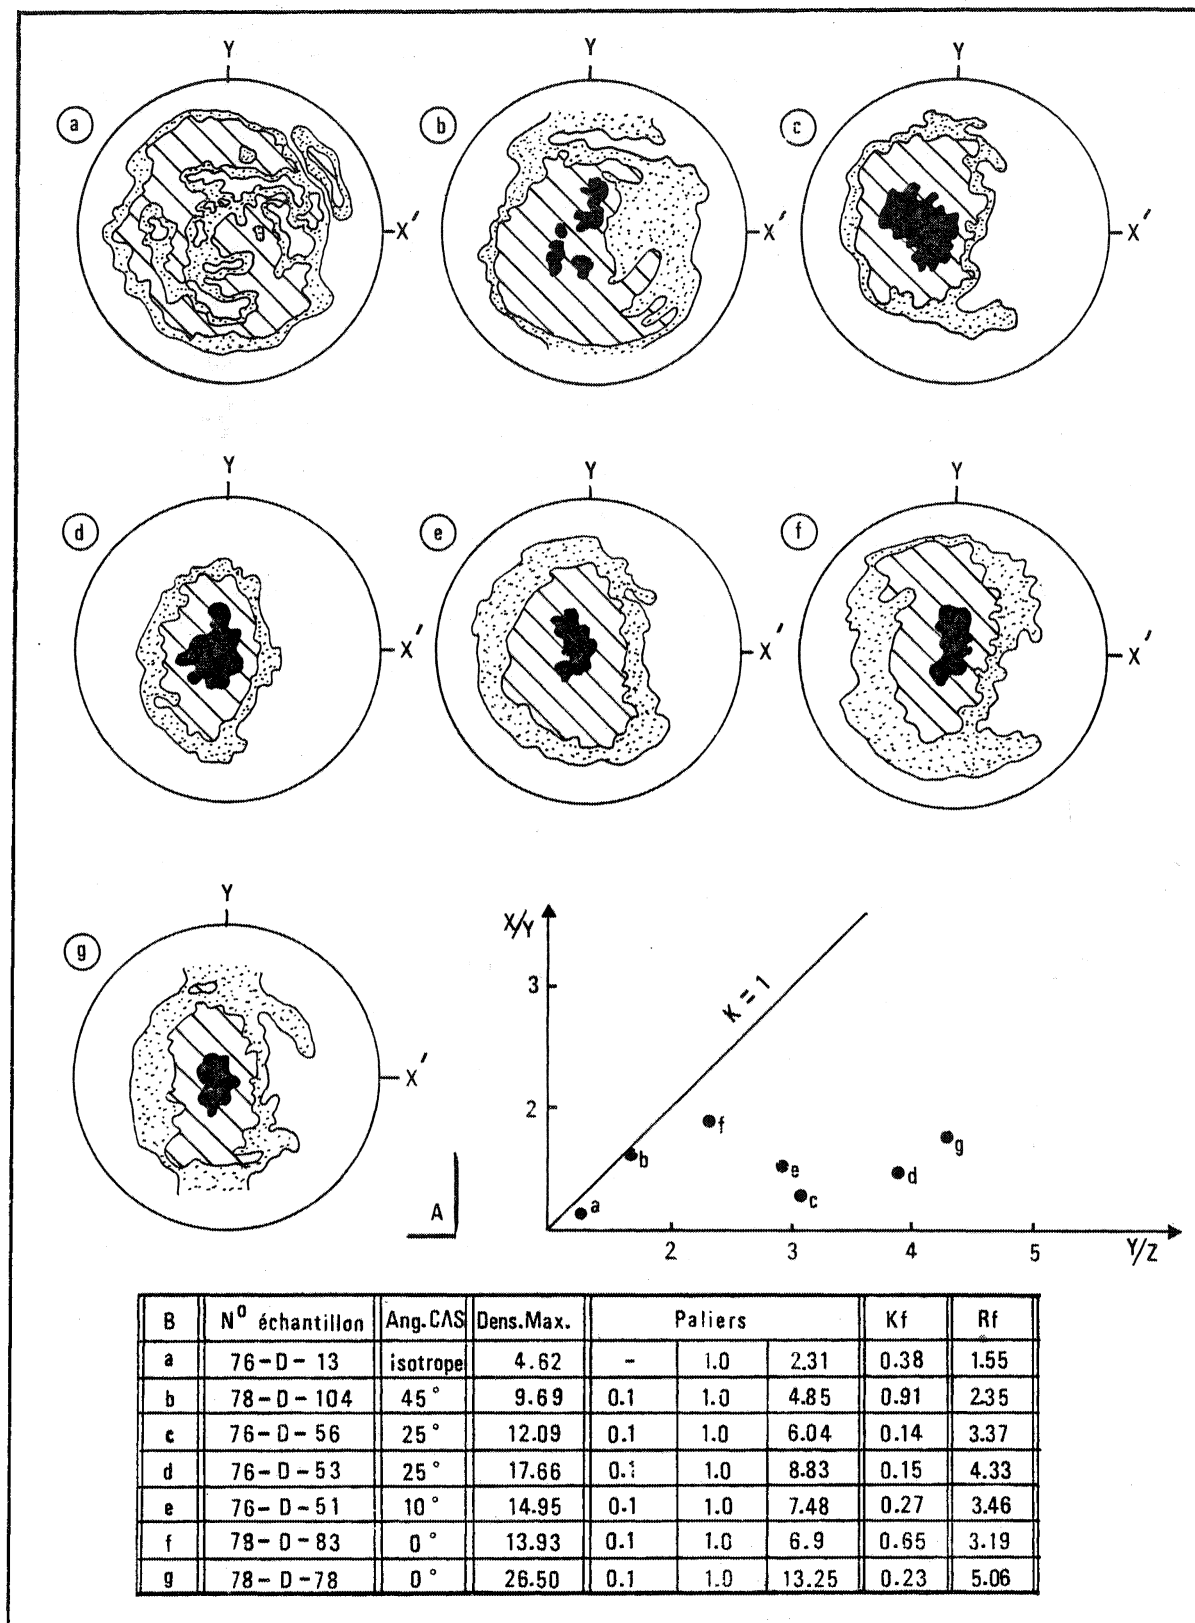 Y
Y
Y
a
b
c
X′
X′
X′
Y
Y
Y
d
e
f
X′
X′
X′
Y
g
X′
A
X/Y
3
2
K = 1
a
b
f
e
c
d
g
2 3 4 5
Y/Z
B N° échantillon Ang.CΛS Dens.Max. Paliers Kf Rf
a 76-D-13 isotrope 4.62 - 1.0 2.31 0.38 1.55
b 78-D-104 45° 9.69 0.1 1.0 4.85 0.91 2.35
c 76-D-56 25° 12.09 0.1 1.0 6.04 0.14 3.37
d 76-D-53 25° 17.66 0.1 1.0 8.83 0.15 4.33
e 76-D-51 10° 14.95 0.1 1.0 7.48 0.27 3.46
f 78-D-83 0° 13.93 0.1 1.0 6.9 0.65 3.19
g 78-D-78 0° 26.50 0.1 1.0 13.25 0.23 5.06